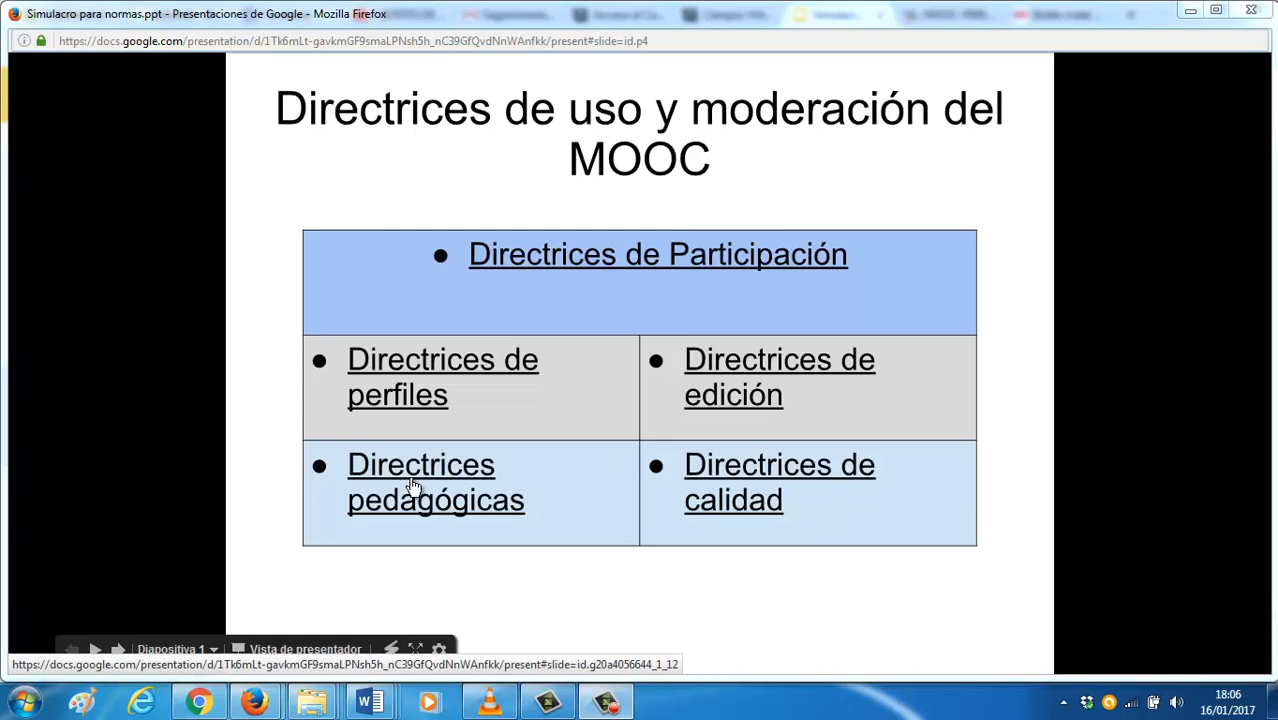 Simulacro para normas.ppt - Presentaciones de Google - Mozilla Firefox
https://docs.google.com/presentation/d/1Tk6mLt-gavkmGF9smaLPNsh5h_nC39GfQvdNnWAnfkk/present#slide=id.p4
Directrices de uso y moderación del
MOOC
● Directrices de Participación
● Directrices de
perfiles
● Directrices de
edición
● Directrices
pedagógicas
● Directrices de
calidad
Diapositiva 1
Vista de presentador
https://docs.google.com/presentation/d/1Tk6mLt-gavkmGF9smaLPNsh5h_nC39GfQvdNnWAnfkk/present#slide=id.g20a4056644_1_12
18:06
16/01/2017